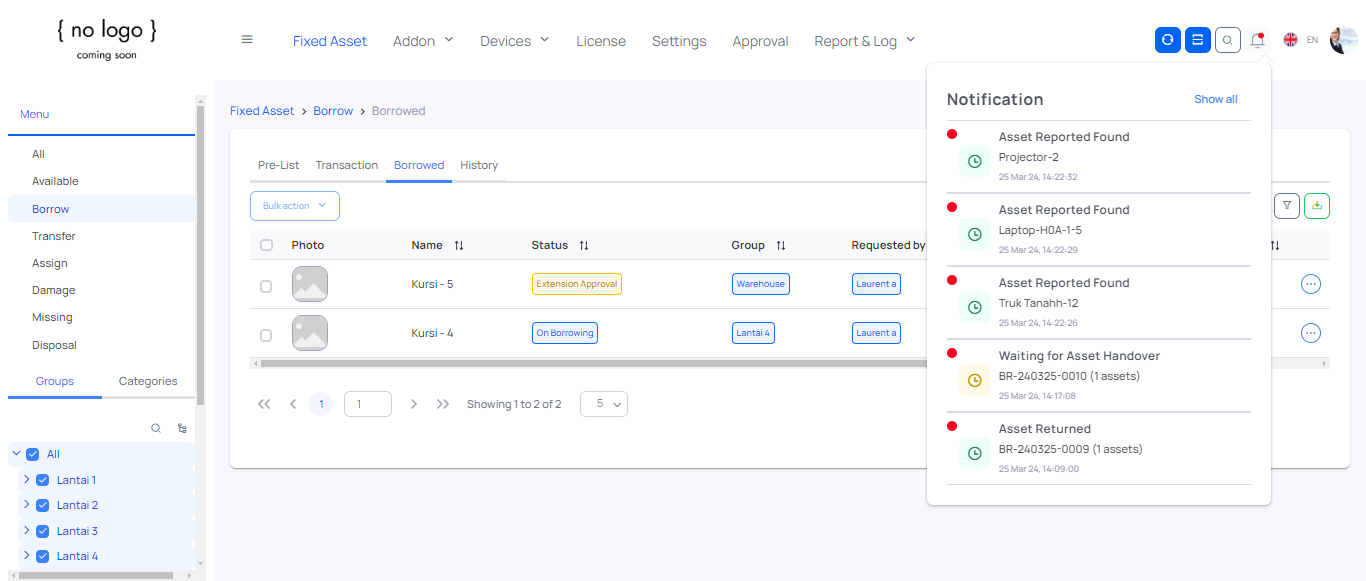 { no logo }
coming soon
Fixed Asset
Addon
Devices
License
Settings
Approval
Report & Log
EN
Menu
All
Available
Borrow
Transfer
Assign
Damage
Missing
Disposal
Groups
Categories
All
Lantai 1
Lantai 2
Lantai 3
Lantai 4
Fixed Asset > Borrow > Borrowed
Pre-List
Transaction
Borrowed
History
Bulk action
Photo
Name
Status
Group
Requested by
Kursi - 5
Extension Approval
Warehouse
Laurent a
Kursi - 4
On Borrowing
Lantai 4
Laurent a
1
1
Showing 1 to 2 of 2
5
Notification
Show all
Asset Reported Found
Projector-2
25 Mar 24, 14:22:32
Asset Reported Found
Laptop-H0A-1-5
25 Mar 24, 14:22:29
Asset Reported Found
Truk Tanahh-12
25 Mar 24, 14:22:26
Waiting for Asset Handover
BR-240325-0010 (1 assets)
25 Mar 24, 14:17:08
Asset Returned
BR-240325-0009 (1 assets)
25 Mar 24, 14:09:00